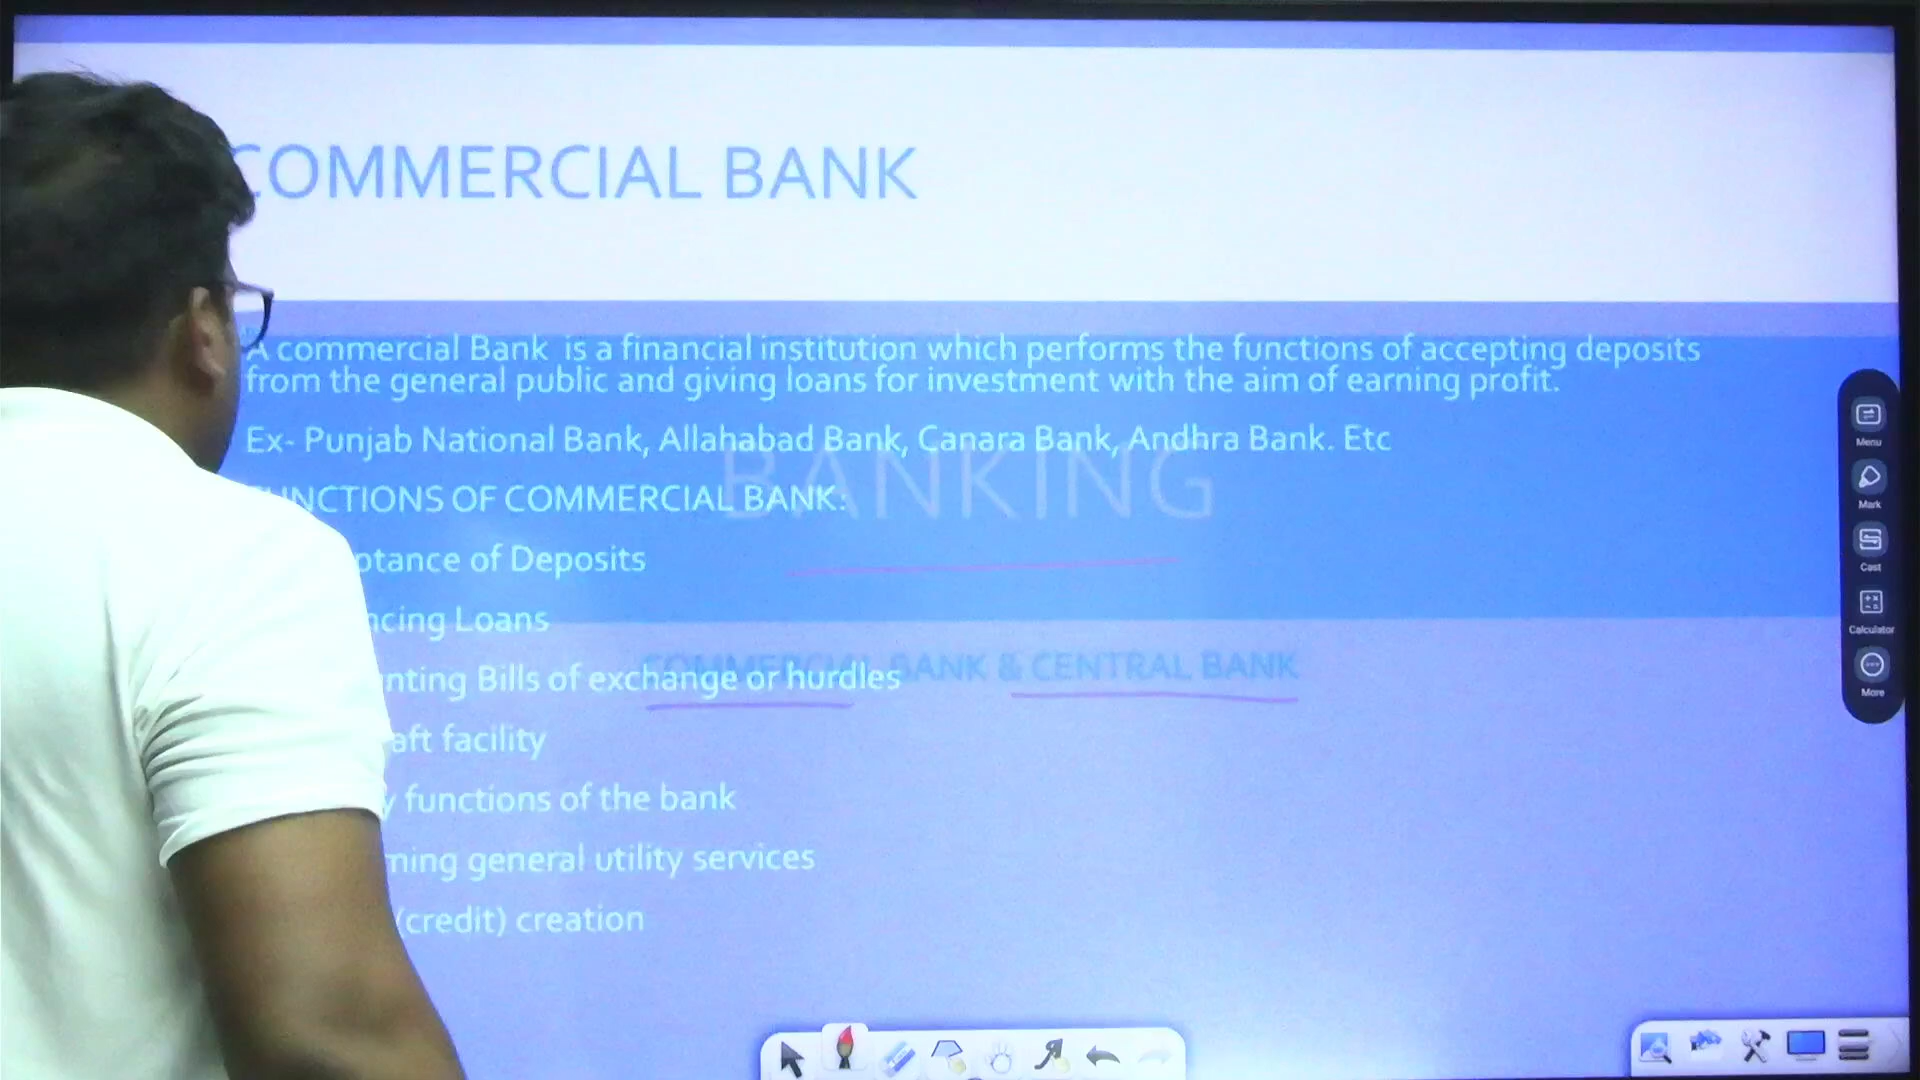 COMMERCIAL BANK
A commercial Bank is a financial institution which performs the functions of accepting deposits
from the general public and giving loans for investment with the aim of earning profit.
Ex- Punjab National Bank, Allahabad Bank, Canara Bank, Andhra Bank. Etc
BANKING
FUNCTIONS OF COMMERCIAL BANK:
ptance of Deposits
ncing Loans
COMMERCIAL BANK & CENTRAL BANK
nting Bills of exchange or hurdles
aft facility
y functions of the bank
ming general utility services
(credit) creation
Menu
Mark
Cast
Calculator
More